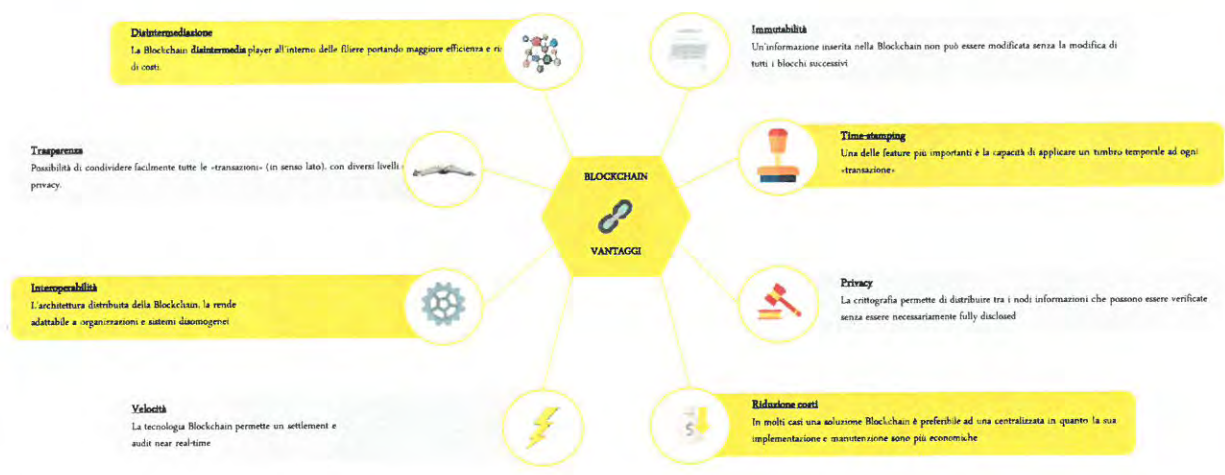 Disintermediazione
La Blockchain disintermedia player all'interno delle filiere portando maggiore efficienza e
di costi.
Trasparenza
Possibilità di condividere facilmente tutte le «transazioni» (in senso lato), con diversi livelli
privacy.
Interoperabilità
L'architettura distribuita della Blockchain, la rende
adattabile a organizzazioni e sistemi disomogenei
Velocità
La tecnologia Blockchain permette un settlement e
audit near real-time
BLOCKCHAIN
VANTAGGI
Immutabilità
Un'informazione inserita nella Blockchain non può essere modificata senza la modifica di
tutti i blocchi successivi
Time-stamping
Una delle feature più importanti è la capacità di applicare un timbro temporale ad ogni
«transazione»
Privacy
La crittografia permette di distribuire tra i nodi informazioni che possono essere verificate
senza essere necessariamente fully disclosed
Riduzione costi
In molti casi una soluzione Blockchain è preferibile ad una centralizzata in quanto la sua
implementazione e manutenzione sono più economiche
$